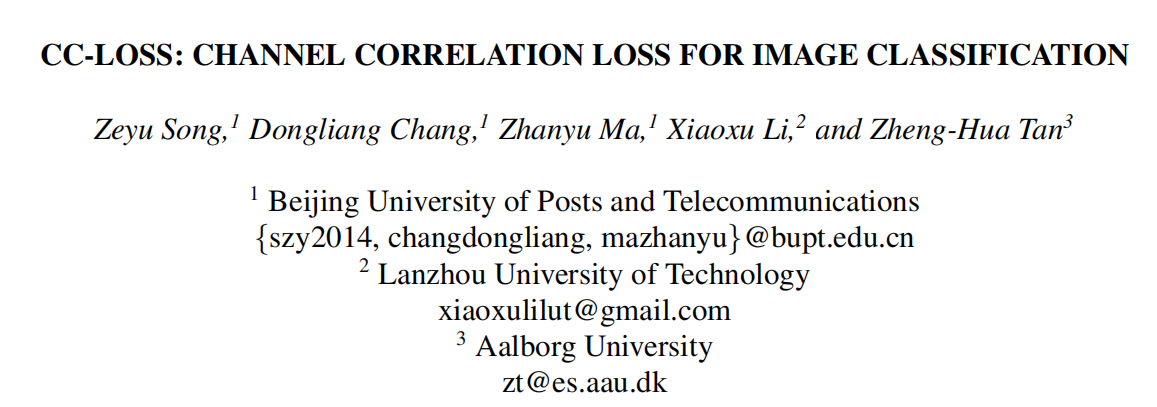 CC-LOSS: CHANNEL CORRELATION LOSS FOR IMAGE CLASSIFICATION
Zeyu Song,¹ Dongliang Chang,¹ Zhanyu Ma,¹ Xiaoxu Li,² and Zheng-Hua Tan³
¹ Beijing University of Posts and Telecommunications
{szy2014, changdongliang, mazhanyu}@bupt.edu.cn
² Lanzhou University of Technology
xiaoxulilut@gmail.com
³ Aalborg University
zt@es.aau.dk